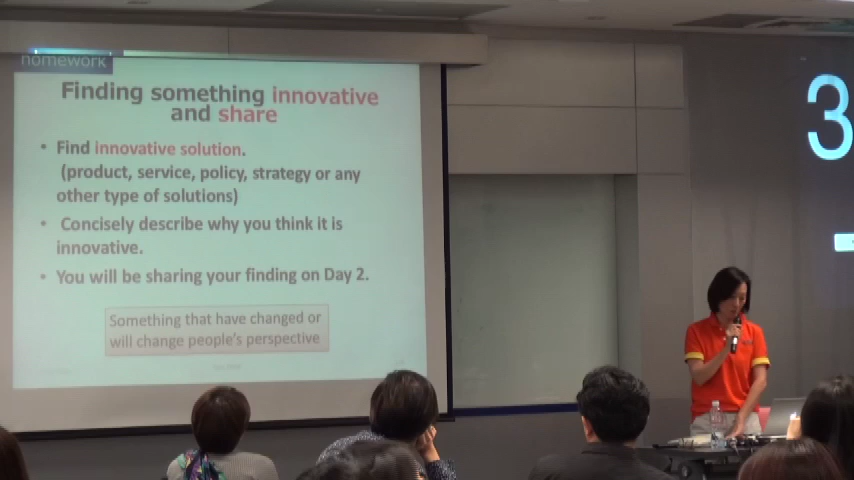 homework
Finding something innovative
and share
• Find innovative solution.
(product, service, policy, strategy or any
other type of solutions)
• Concisely describe why you think it is
innovative.
• You will be sharing your finding on Day 2.
Something that have changed or
will change people's perspective
3